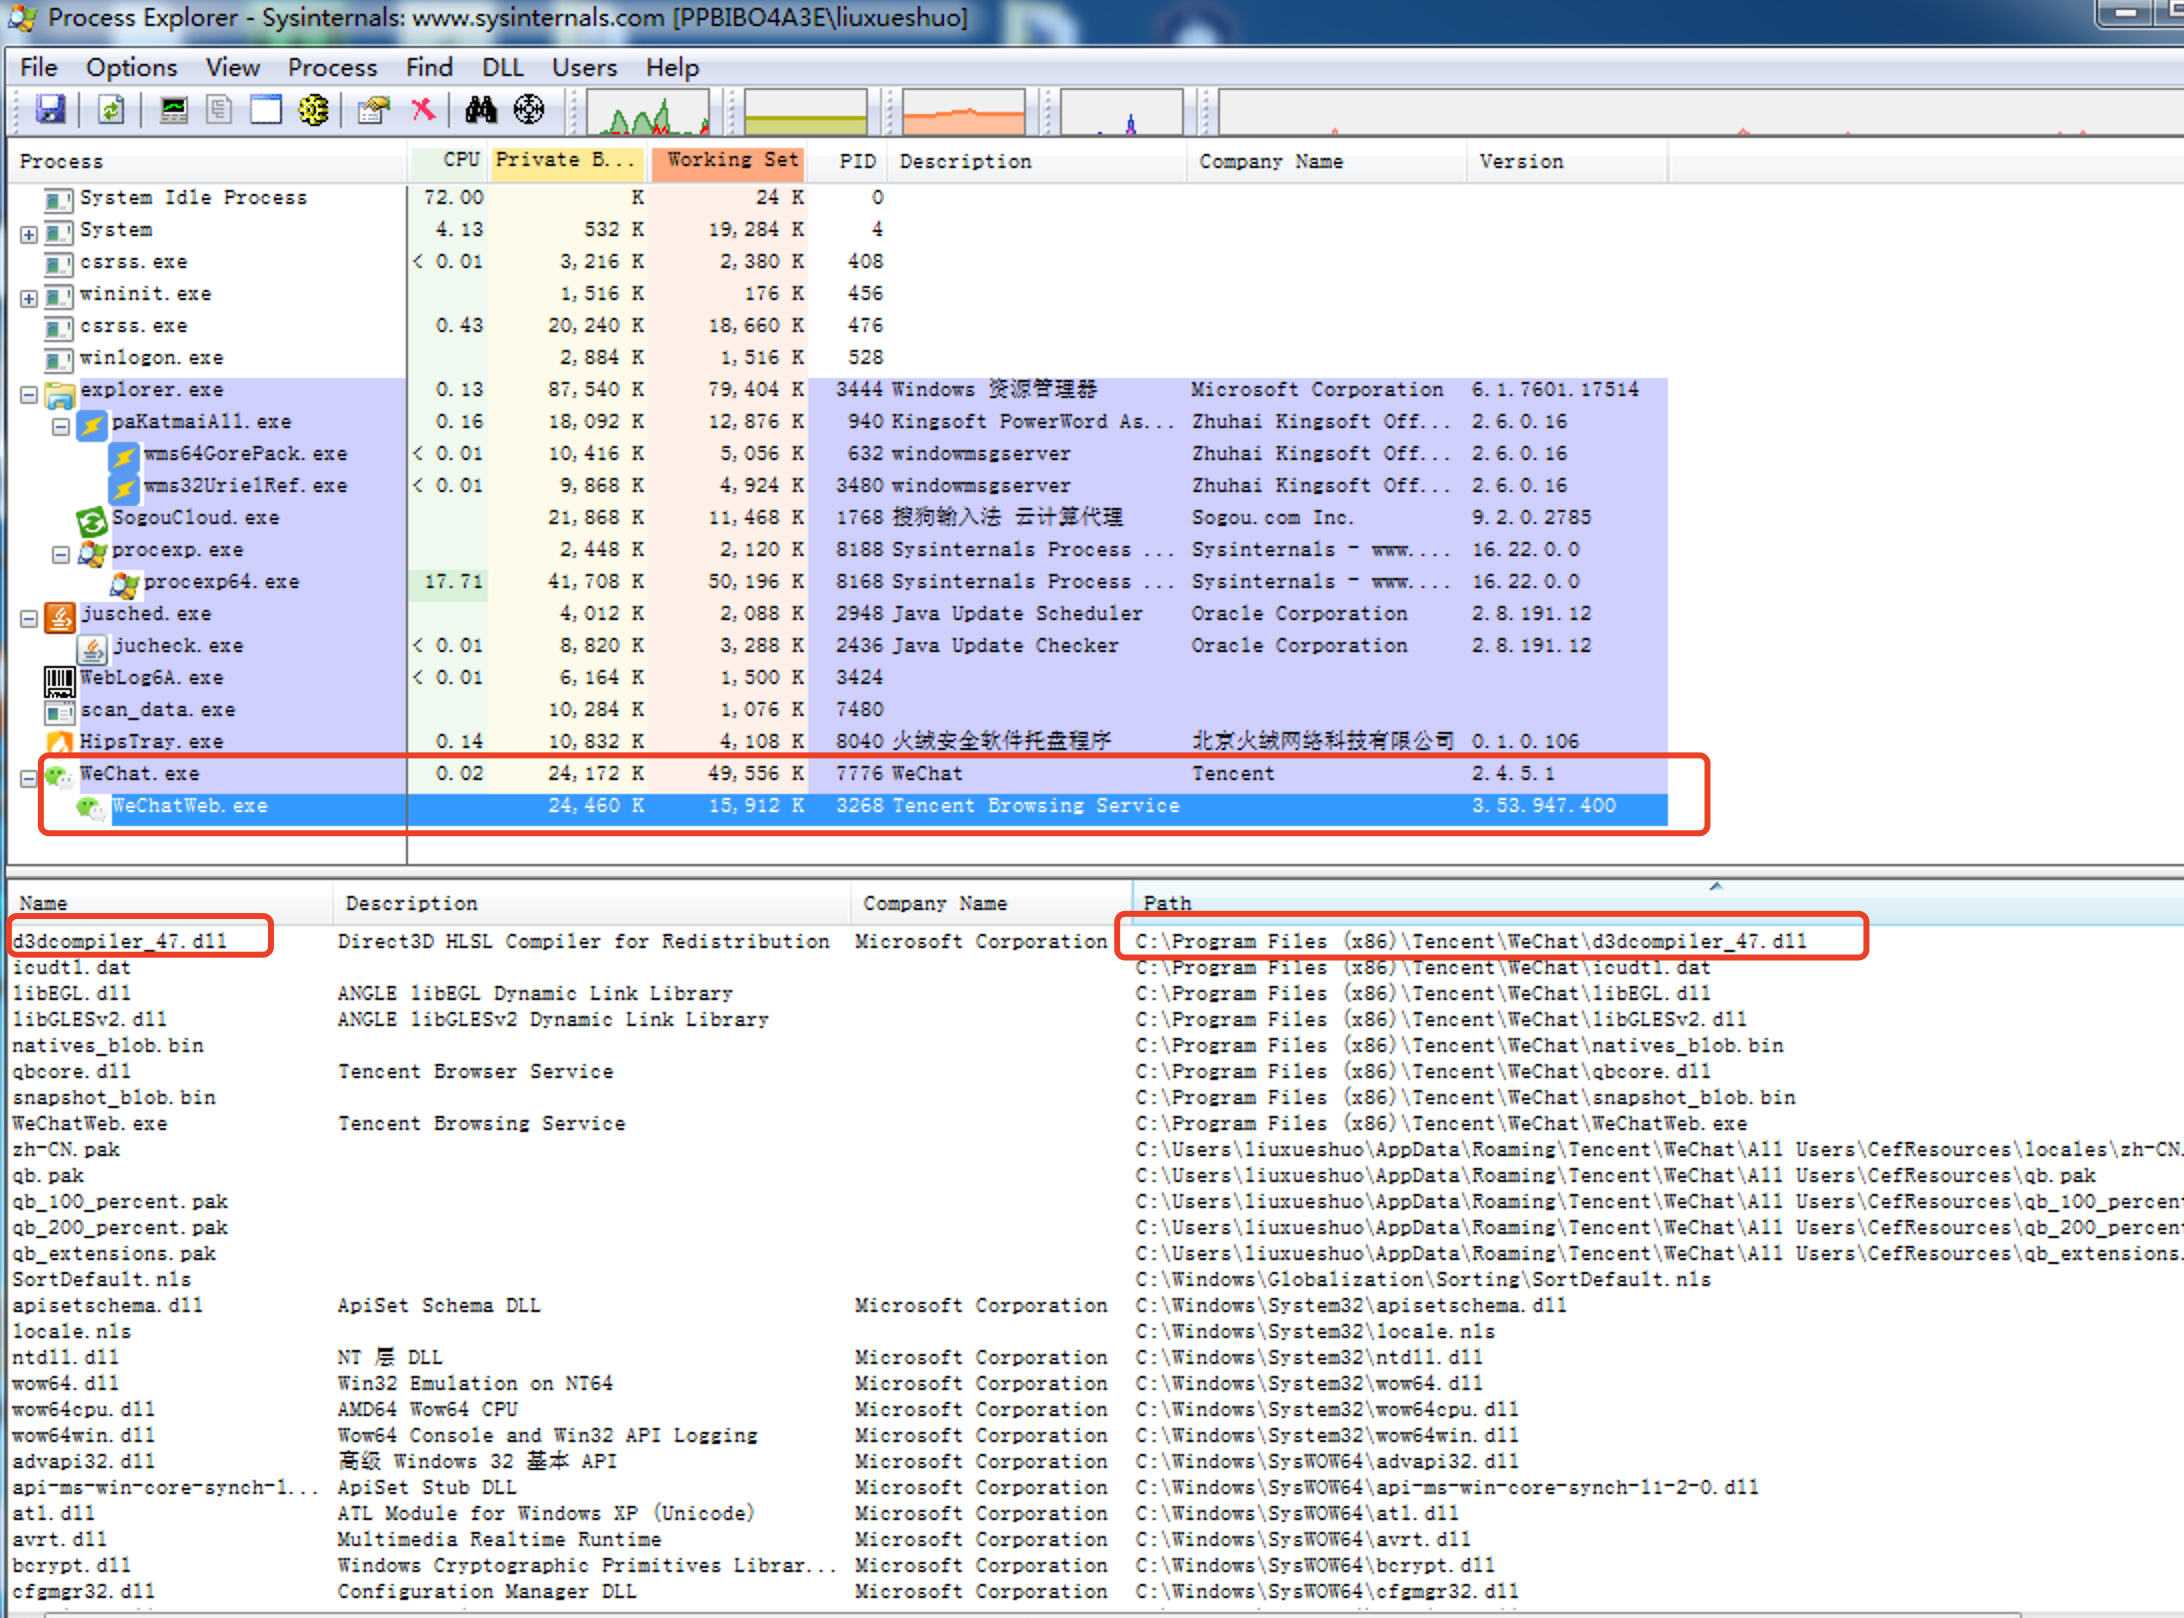 Process Explorer - Sysinternals: www.sysinternals.com [PPBIBO4A3E\liuxueshuo]
File Options View Process Find DLL Users Help
Process CPU Private B... Working Set PID Description Company Name Version
System Idle Process 72.00 K 24 K 0
System 4.13 532 K 19,284 K 4
csrss.exe < 0.01 3,216 K 2,380 K 408
wininit.exe 1,516 K 176 K 456
csrss.exe 0.43 20,240 K 18,660 K 476
winlogon.exe 2,884 K 1,516 K 528
explorer.exe 0.13 87,540 K 79,404 K 3444 Windows 资源管理器 Microsoft Corporation 6.1.7601.17514
paKatmaiAll.exe 0.16 18,092 K 12,876 K 940 Kingsoft PowerWord As... Zhuhai Kingsoft Off... 2.6.0.16
wms64GorePack.exe < 0.01 10,416 K 5,056 K 632 windowmsgserver Zhuhai Kingsoft Off... 2.6.0.16
wms32UrielRef.exe < 0.01 9,868 K 4,924 K 3480 windowmsgserver Zhuhai Kingsoft Off... 2.6.0.16
SogouCloud.exe 21,868 K 11,468 K 1768 搜狗输入法 云计算代理 Sogou.com Inc. 9.2.0.2785
procexp.exe 2,448 K 2,120 K 8188 Sysinternals Process ... Sysinternals - www.... 16.22.0.0
procexp64.exe 17.71 41,708 K 50,196 K 8168 Sysinternals Process ... Sysinternals - www.... 16.22.0.0
jusched.exe 4,012 K 2,088 K 2948 Java Update Scheduler Oracle Corporation 2.8.191.12
jucheck.exe < 0.01 8,820 K 3,288 K 2436 Java Update Checker Oracle Corporation 2.8.191.12
WebLog6A.exe < 0.01 6,164 K 1,500 K 3424
scan_data.exe 10,284 K 1,076 K 7480
HipsTray.exe 0.14 10,832 K 4,108 K 8040 火绒安全软件托盘程序 北京火绒网络科技有限公司 0.1.0.106
WeChat.exe 0.02 24,172 K 49,556 K 7776 WeChat Tencent 2.4.5.1
WeChatWeb.exe 24,460 K 15,912 K 3268 Tencent Browsing Service 3.53.947.400
Name Description Company Name Path
d3dcompiler_47.dll Direct3D HLSL Compiler for Redistribution Microsoft Corporation C:\Program Files (x86)\Tencent\WeChat\d3dcompiler_47.dll
icudtl.dat C:\Program Files (x86)\Tencent\WeChat\icudtl.dat
libEGL.dll ANGLE libEGL Dynamic Link Library C:\Program Files (x86)\Tencent\WeChat\libEGL.dll
libGLESv2.dll ANGLE libGLESv2 Dynamic Link Library C:\Program Files (x86)\Tencent\WeChat\libGLESv2.dll
natives_blob.bin C:\Program Files (x86)\Tencent\WeChat\natives_blob.bin
qbcore.dll Tencent Browser Service C:\Program Files (x86)\Tencent\WeChat\qbcore.dll
snapshot_blob.bin C:\Program Files (x86)\Tencent\WeChat\snapshot_blob.bin
WeChatWeb.exe Tencent Browsing Service C:\Program Files (x86)\Tencent\WeChat\WeChatWeb.exe
zh-CN.pak C:\Users\liuxueshuo\AppData\Roaming\Tencent\WeChat\All Users\CefResources\locales\zh-CN.
qb.pak C:\Users\liuxueshuo\AppData\Roaming\Tencent\WeChat\All Users\CefResources\qb.pak
qb_100_percent.pak C:\Users\liuxueshuo\AppData\Roaming\Tencent\WeChat\All Users\CefResources\qb_100_percent
qb_200_percent.pak C:\Users\liuxueshuo\AppData\Roaming\Tencent\WeChat\All Users\CefResources\qb_200_percent
qb_extensions.pak C:\Users\liuxueshuo\AppData\Roaming\Tencent\WeChat\All Users\CefResources\qb_extensions.
SortDefault.nls C:\Windows\Globalization\Sorting\SortDefault.nls
apisetschema.dll ApiSet Schema DLL Microsoft Corporation C:\Windows\System32\apisetschema.dll
locale.nls C:\Windows\System32\locale.nls
ntdll.dll NT 层 DLL Microsoft Corporation C:\Windows\System32\ntdll.dll
wow64.dll Win32 Emulation on NT64 Microsoft Corporation C:\Windows\System32\wow64.dll
wow64cpu.dll AMD64 Wow64 CPU Microsoft Corporation C:\Windows\System32\wow64cpu.dll
wow64win.dll Wow64 Console and Win32 API Logging Microsoft Corporation C:\Windows\System32\wow64win.dll
advapi32.dll 高级 Windows 32 基本 API Microsoft Corporation C:\Windows\SysWOW64\advapi32.dll
api-ms-win-core-synch-l... ApiSet Stub DLL Microsoft Corporation C:\Windows\SysWOW64\api-ms-win-core-synch-l1-2-0.dll
atl.dll ATL Module for Windows XP (Unicode) Microsoft Corporation C:\Windows\SysWOW64\atl.dll
avrt.dll Multimedia Realtime Runtime Microsoft Corporation C:\Windows\SysWOW64\avrt.dll
bcrypt.dll Windows Cryptographic Primitives Librar... Microsoft Corporation C:\Windows\SysWOW64\bcrypt.dll
cfgmgr32.dll Configuration Manager DLL Microsoft Corporation C:\Windows\SysWOW64\cfgmgr32.dll